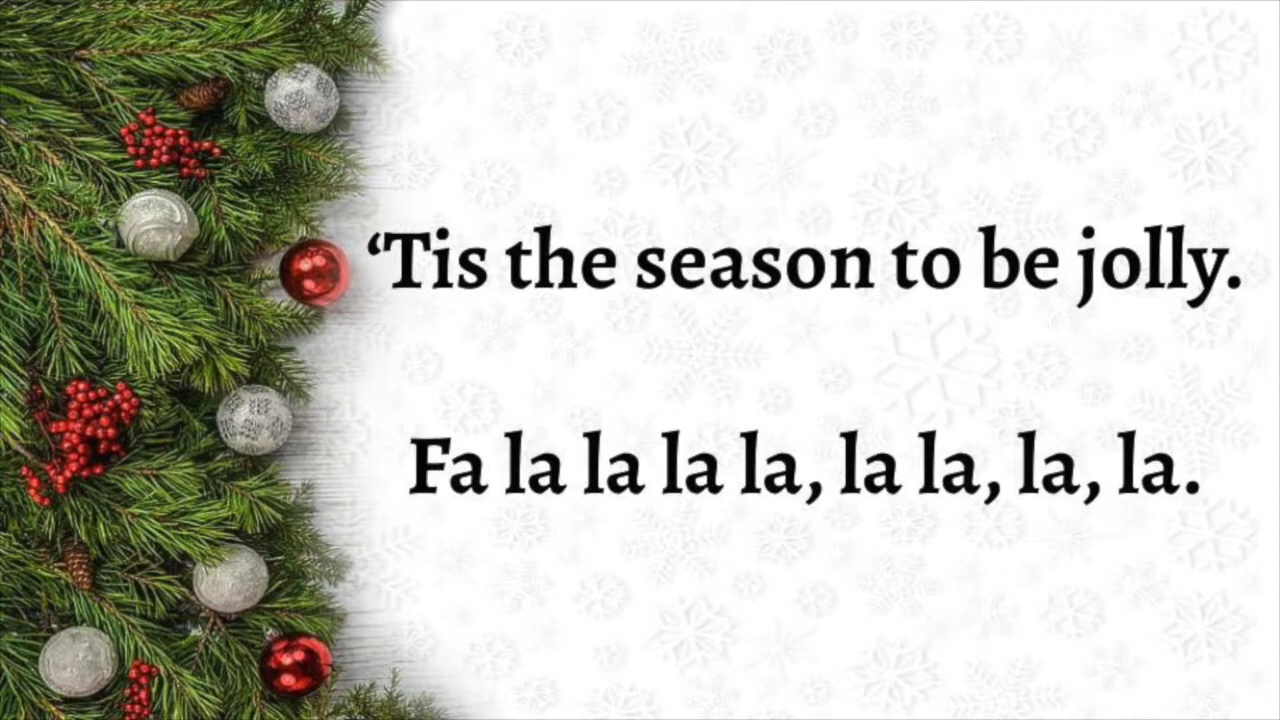 ‘Tis the season to be jolly.
Fa la la la la, la la, la, la.